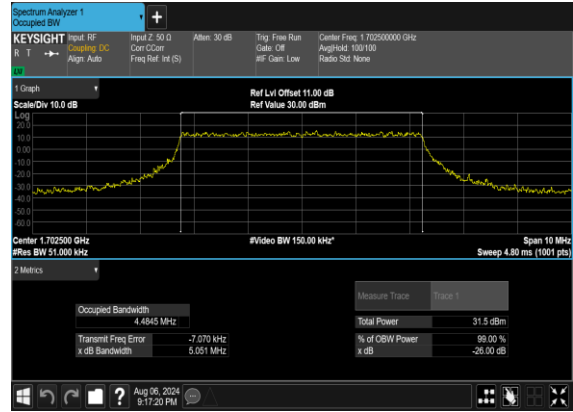 Spectrum Analyzer 1
Occupied BW
+
KEYSIGHT Input: RF Input Z: 50 Ω Atten: 30 dB Trig: Free Run Center Freq: 1.702500000 GHz
R T Coupling: DC Corr CCorr Gate: Off Avg|Hold: 100/100
Align: Auto Freq Ref: Int (S) #IF Gain: Low Radio Std: None
LXI
1 Graph
Ref Lvl Offset 11.00 dB
Scale/Div 10.0 dB Ref Value 30.00 dBm
Log
20.0
10.0
0.00
-10.0
-20.0
-30.0
-40.0
-50.0
-60.0
Center 1.702500 GHz #Video BW 150.00 kHz* Span 10 MHz
#Res BW 51.000 kHz Sweep 4.80 ms (1001 pts)
2 Metrics
Measure Trace Trace 1
Occupied Bandwidth
4.4845 MHz Total Power 31.5 dBm
Transmit Freq Error -7.070 kHz % of OBW Power 99.00 %
x dB Bandwidth 5.051 MHz x dB -26.00 dB
? Aug 06, 2024
9:17:20 PM